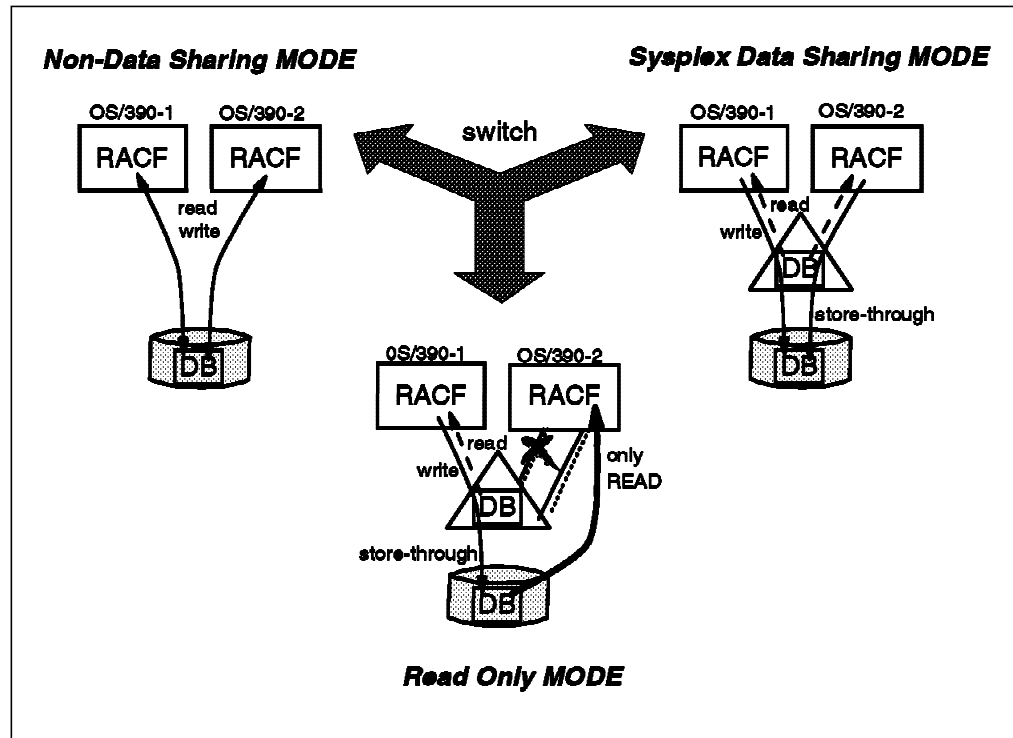 Non-Data Sharing MODE
OS/390-1 OS/390-2
RACF RACF
read
write
DB
switch
Sysplex Data Sharing MODE
OS/390-1 OS/390-2
RACF RACF
read
write
DB
store-through
DB
0S/390-1 OS/390-2
RACF RACF
read
write
only
READ
DB
store-through
DB
Read Only MODE